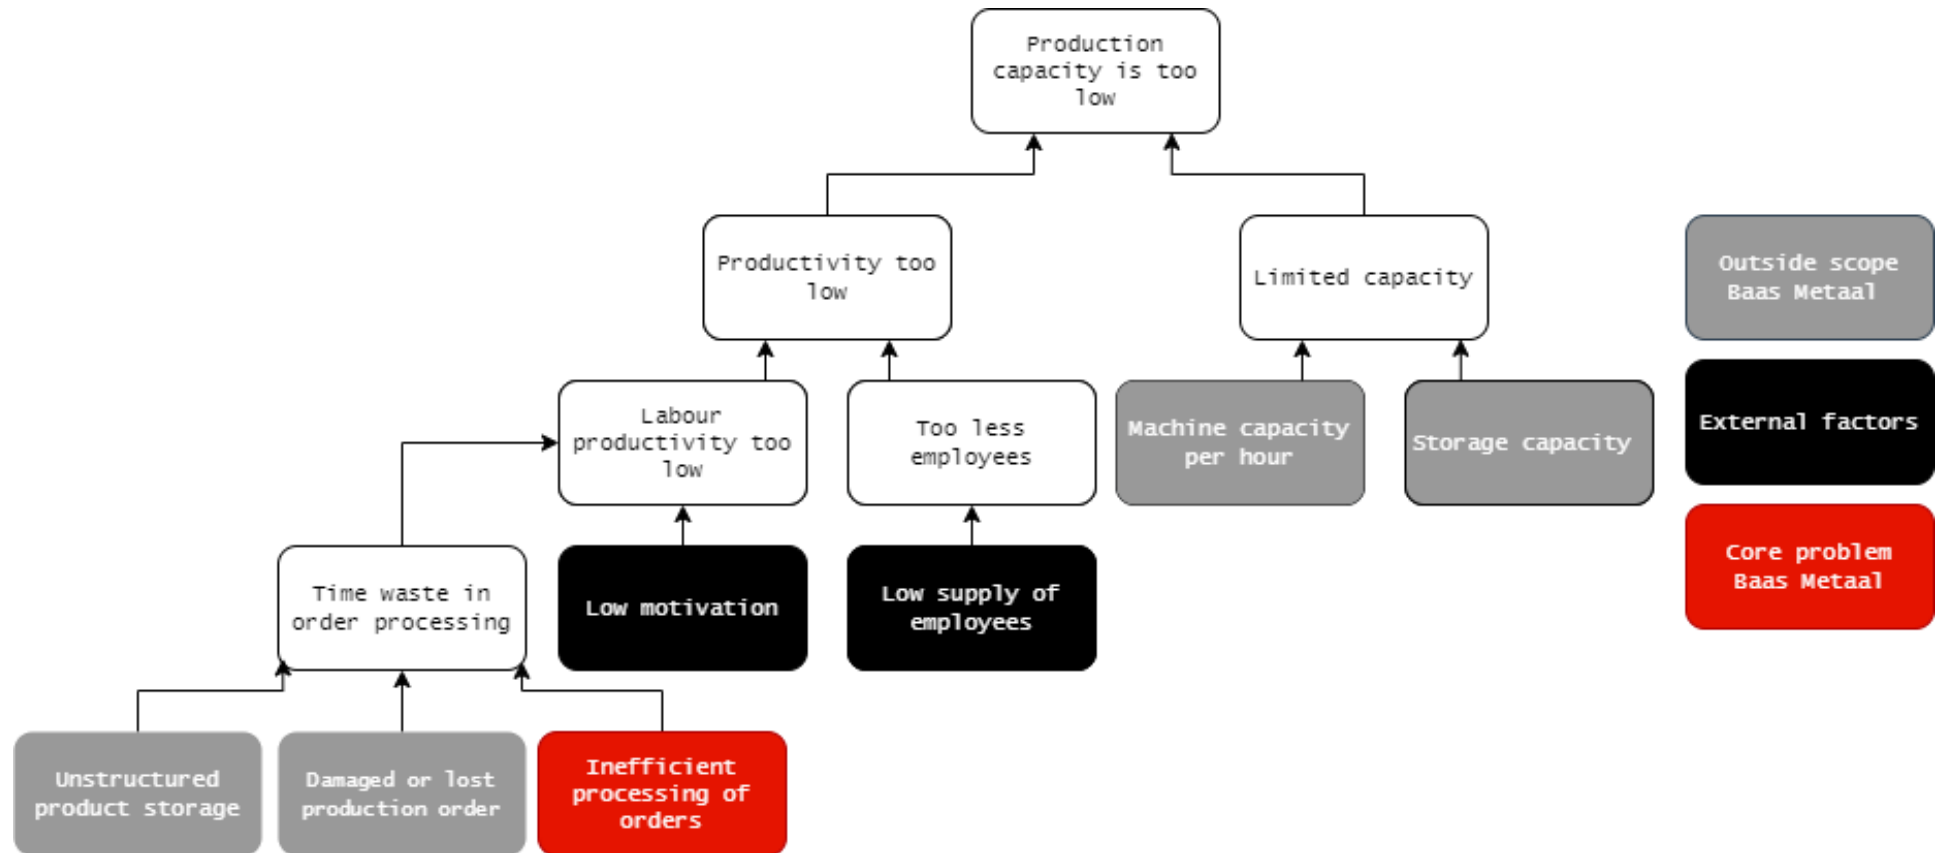 Production
capacity is too
low
Productivity too
low
Limited capacity
Outside scope
Baas Metaal
Labour
productivity too
low
Too less
employees
Machine capacity
per hour
Storage capacity
External factors
Time waste in
order processing
Low motivation
Low supply of
employees
Core problem
Baas Metaal
Unstructured
product storage
Damaged or lost
production order
Inefficient
processing of
orders